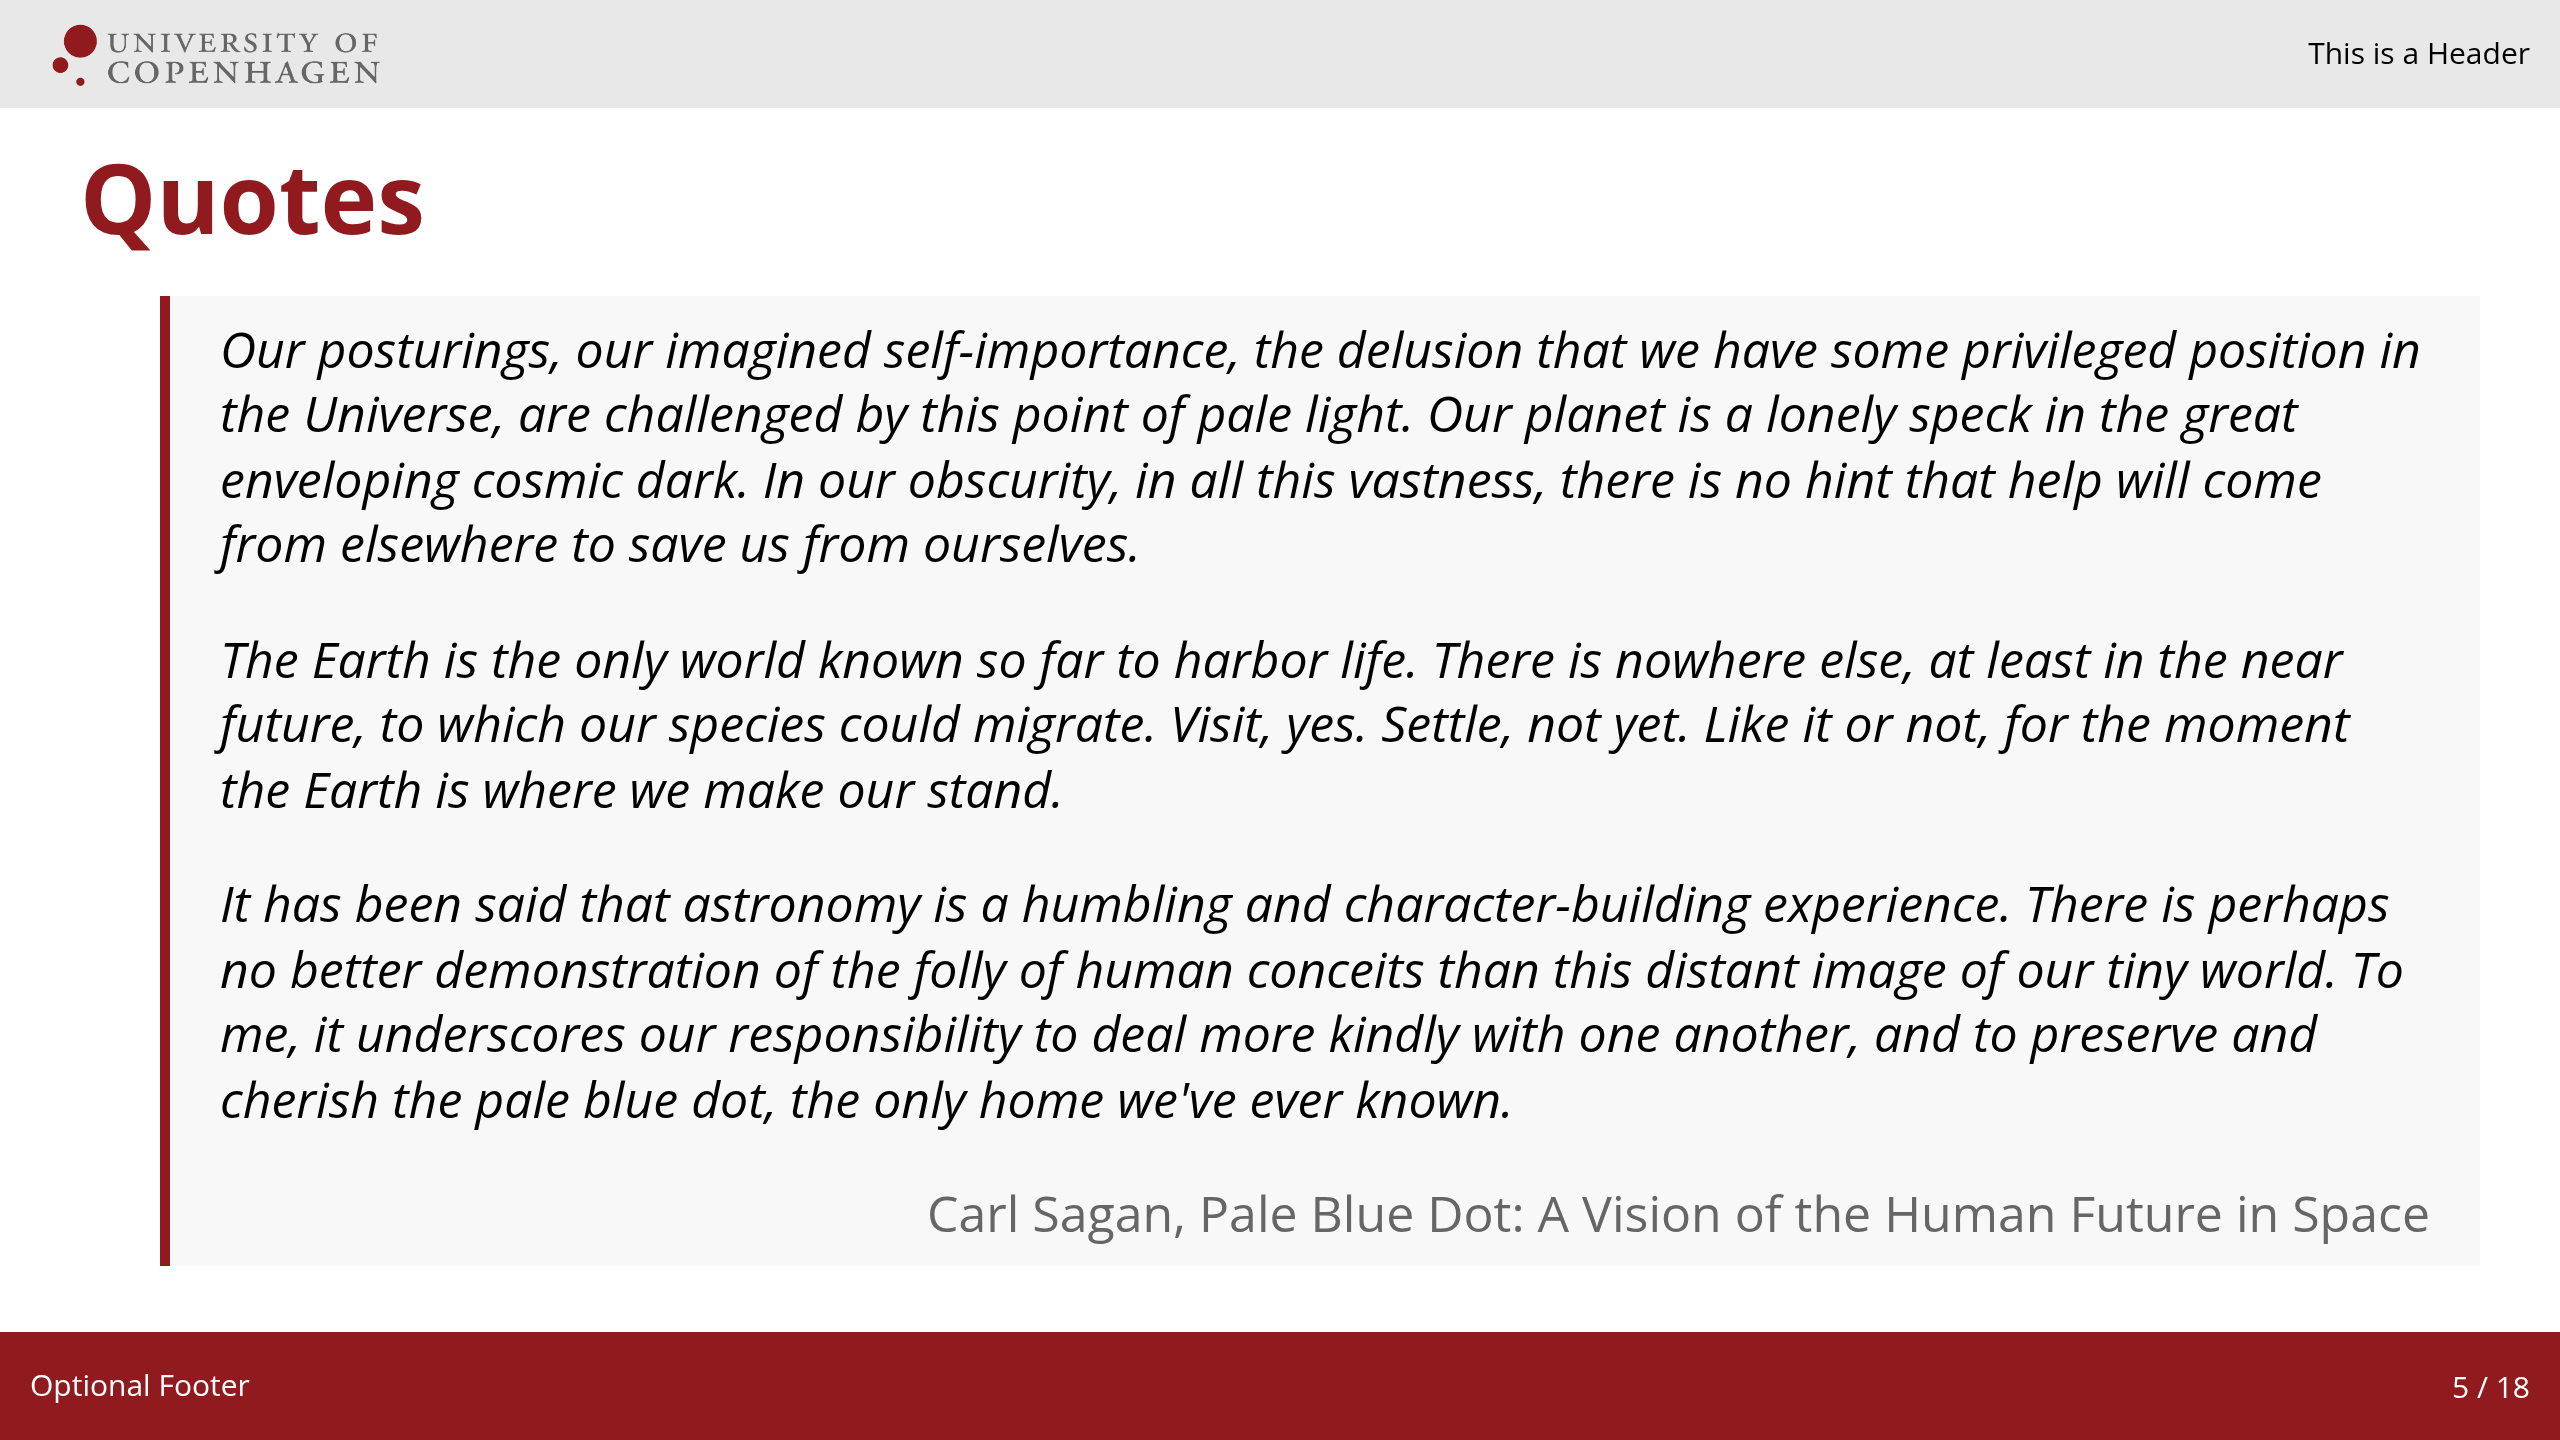 UNIVERSITY OF
COPENHAGEN
This is a Header
Quotes
Our posturings, our imagined self-importance, the delusion that we have some privileged position in
the Universe, are challenged by this point of pale light. Our planet is a lonely speck in the great
enveloping cosmic dark. In our obscurity, in all this vastness, there is no hint that help will come
from elsewhere to save us from ourselves.
The Earth is the only world known so far to harbor life. There is nowhere else, at least in the near
future, to which our species could migrate. Visit, yes. Settle, not yet. Like it or not, for the moment
the Earth is where we make our stand.
It has been said that astronomy is a humbling and character-building experience. There is perhaps
no better demonstration of the folly of human conceits than this distant image of our tiny world. To
me, it underscores our responsibility to deal more kindly with one another, and to preserve and
cherish the pale blue dot, the only home we've ever known.
Carl Sagan, Pale Blue Dot: A Vision of the Human Future in Space
Optional Footer
5 / 18